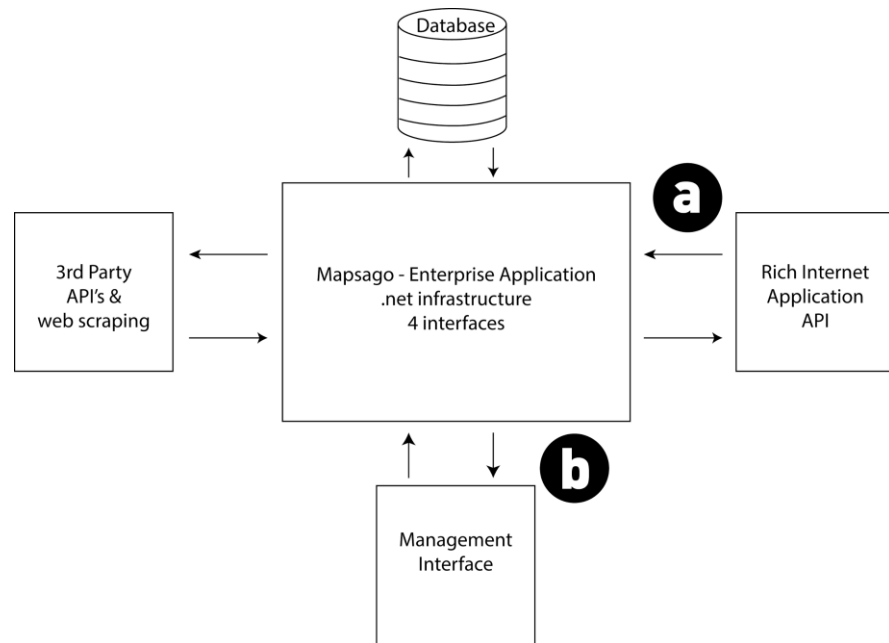 Database
a
3rd Party
API's &
web scraping
Mapsago - Enterprise Application
.net infrastructure
4 interfaces
Rich Internet
Application
API
b
Management
Interface